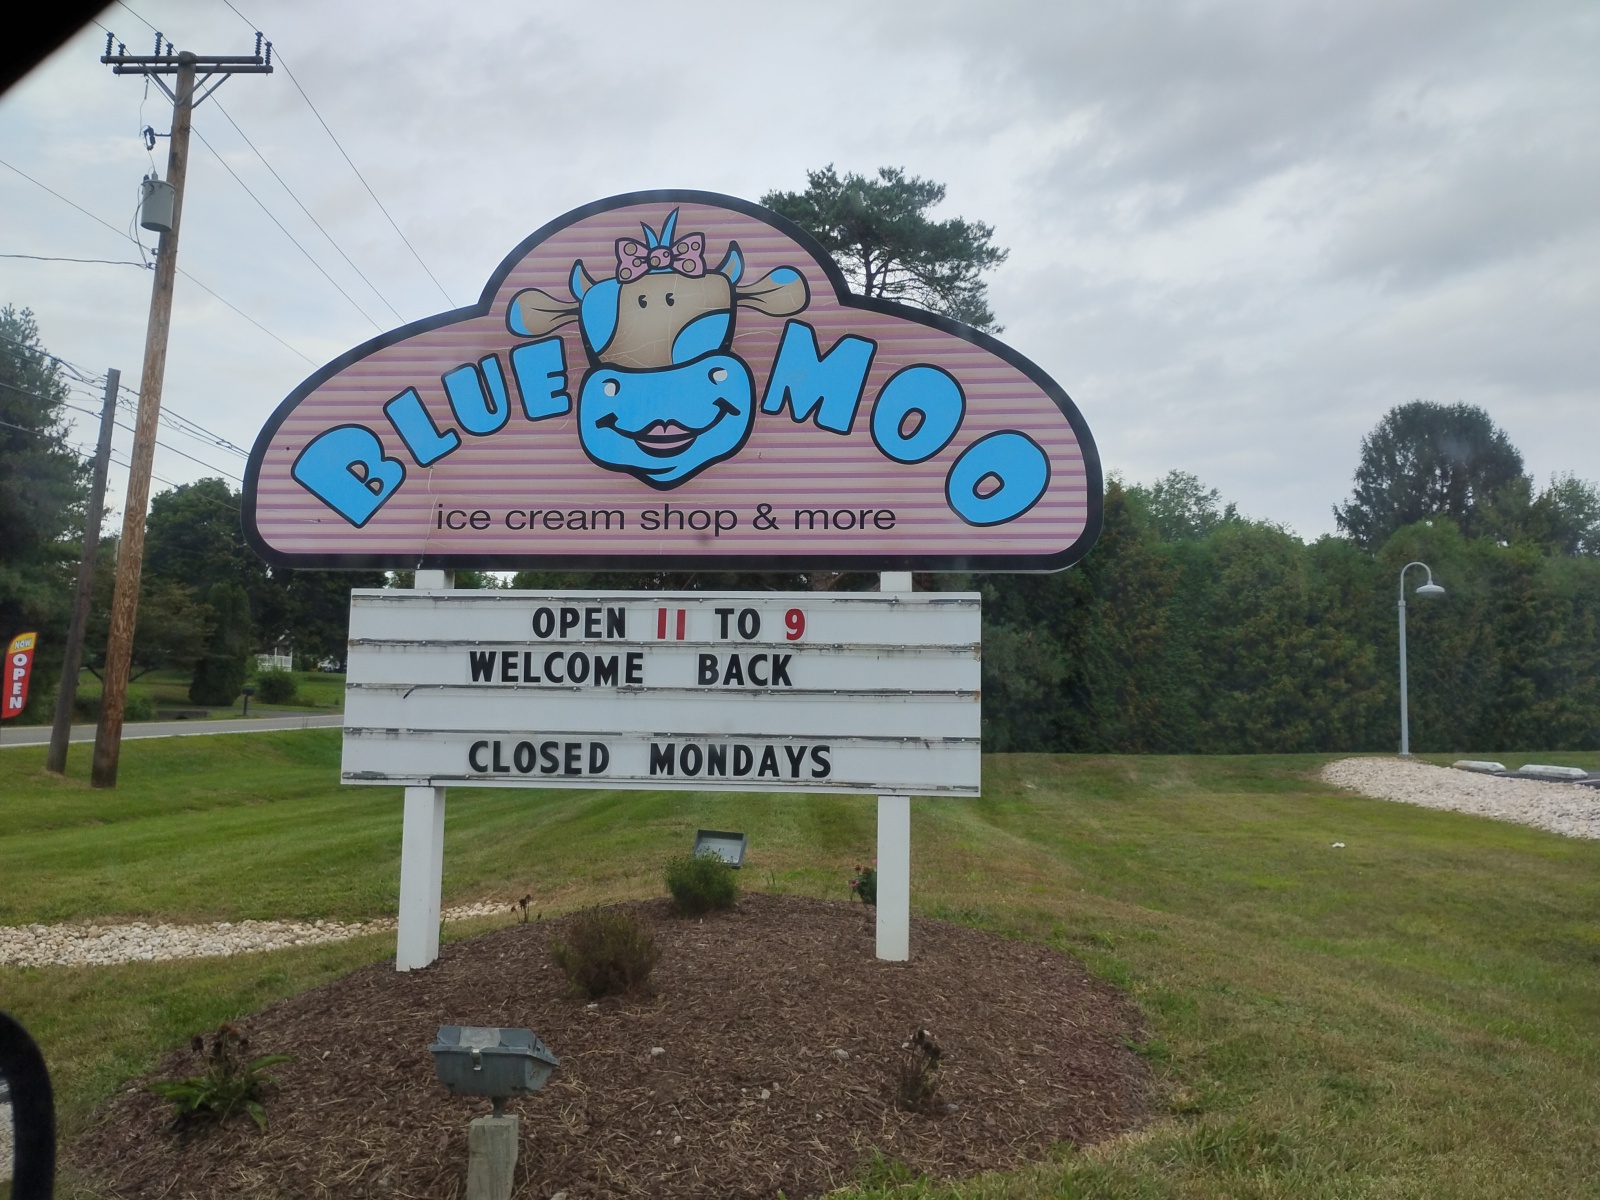 BLUE MOO
ice cream shop & more
OPEN 11 TO 9
WELCOME BACK
CLOSED MONDAYS
NOW
OPEN